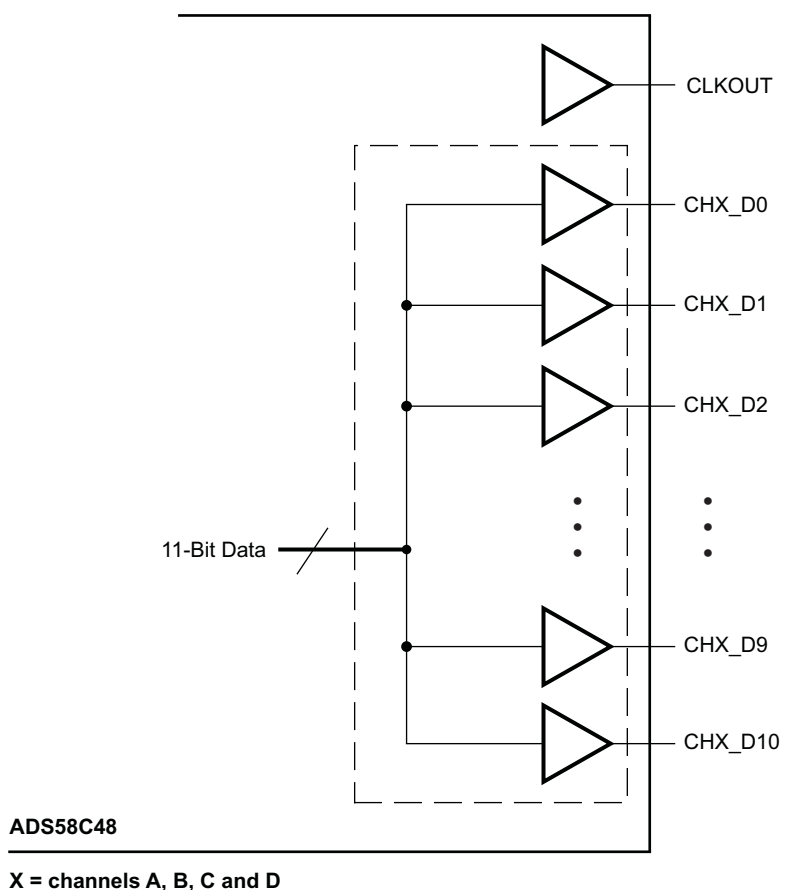 CLKOUT
CHX_D0
CHX_D1
CHX_D2
11-Bit Data
CHX_D9
CHX_D10
ADS58C48
X = channels A, B, C and D